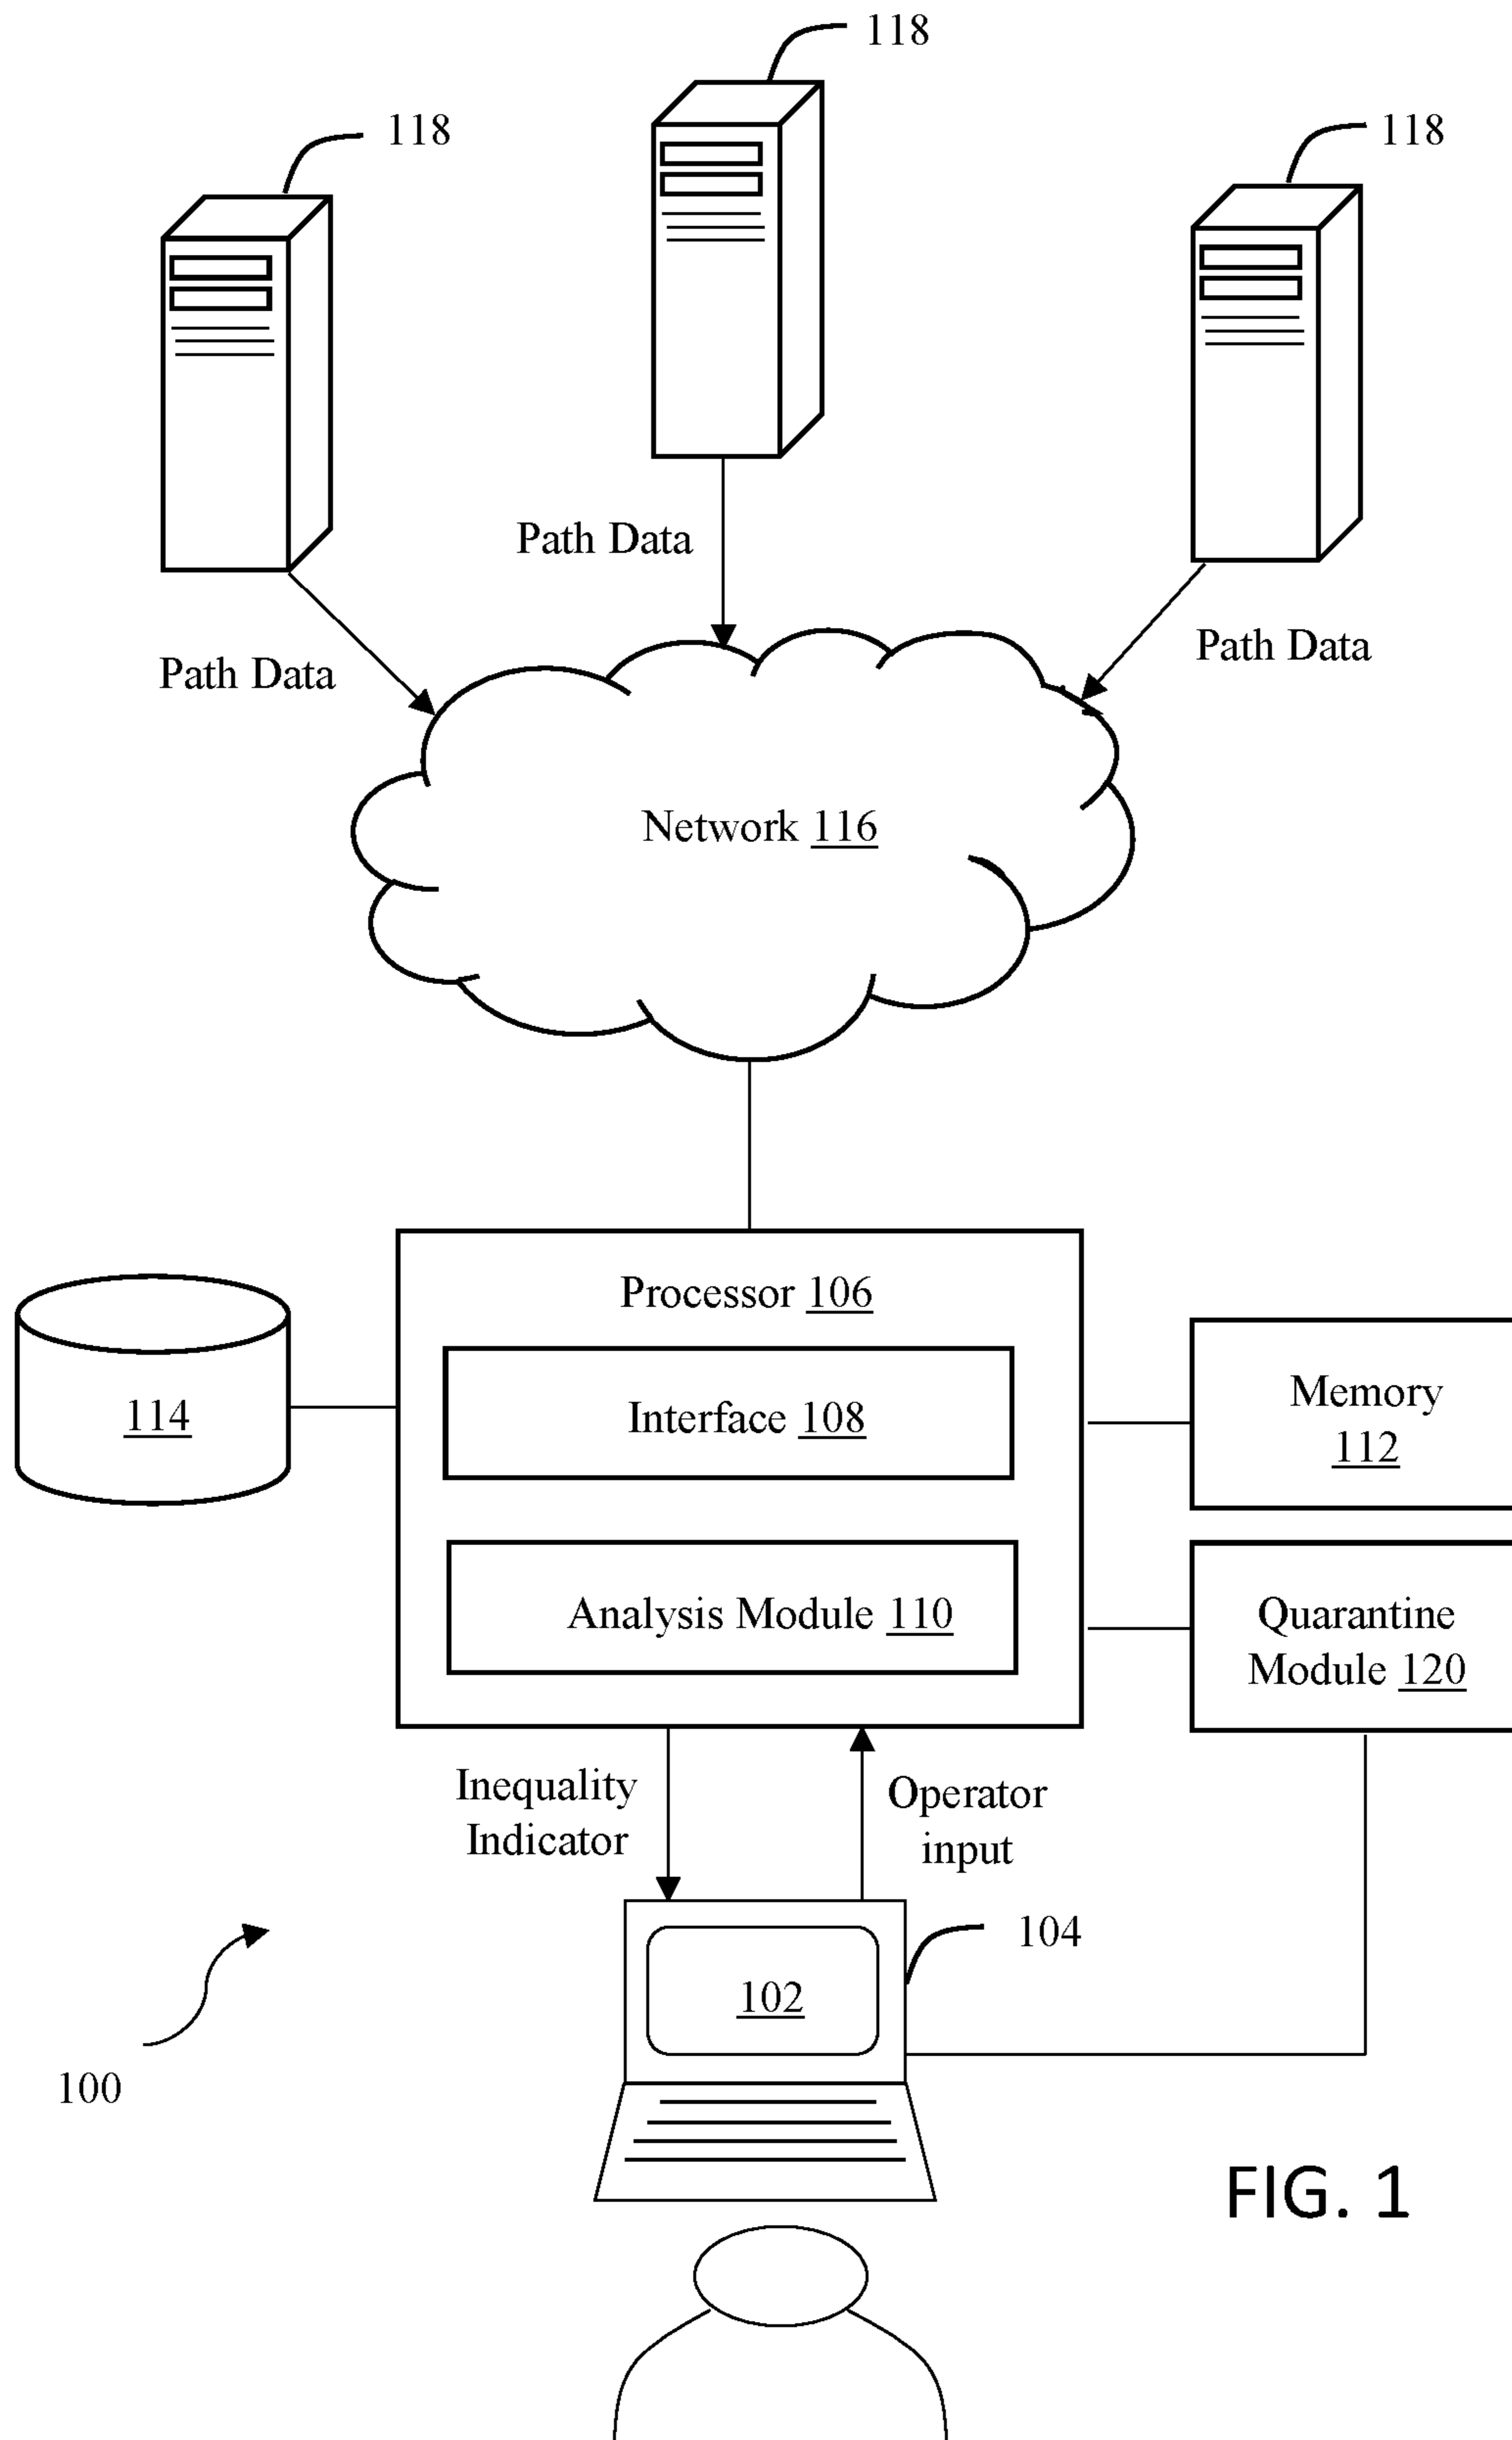 118
118
118
Path Data
Path Data
Path Data
Network 116
Processor 106
Interface 108
Analysis Module 110
114
Memory
112
Quarantine
Module 120
Inequality
Indicator
Operator
input
104
102
100
FIG. 1